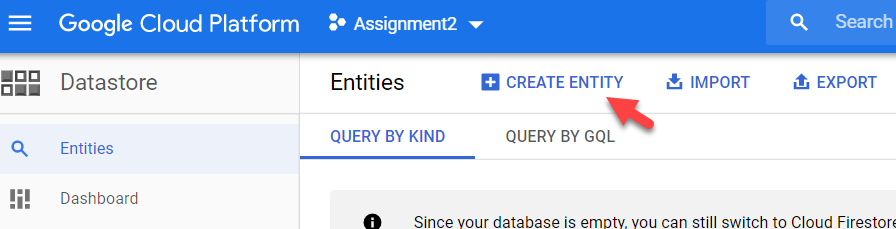 Google Cloud Platform Assignment2 Search
Datastore Entities CREATE ENTITY IMPORT EXPORT
Entities QUERY BY KIND QUERY BY GQL
Dashboard
Since your database is empty, you can still switch to Cloud Firestore